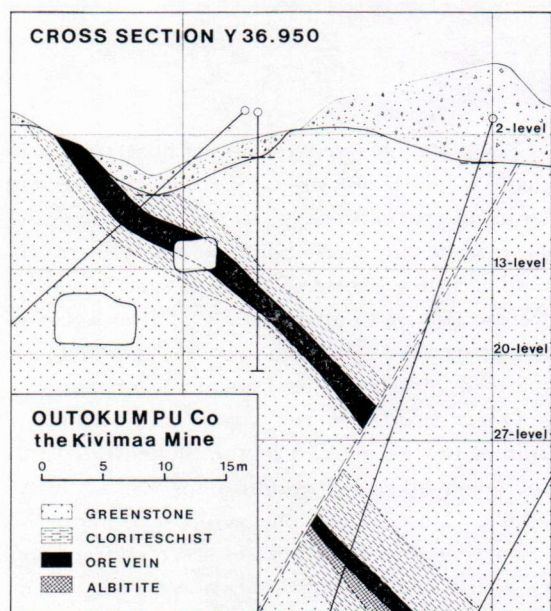 CROSS SECTION Y 36.950
2-level
13-level
20-level
27-level
OUTOKUMPU Co
the Kivimaa Mine
0 5 10 15 m
GREENSTONE
CLORITESCHIST
ORE VEIN
ALBITITE